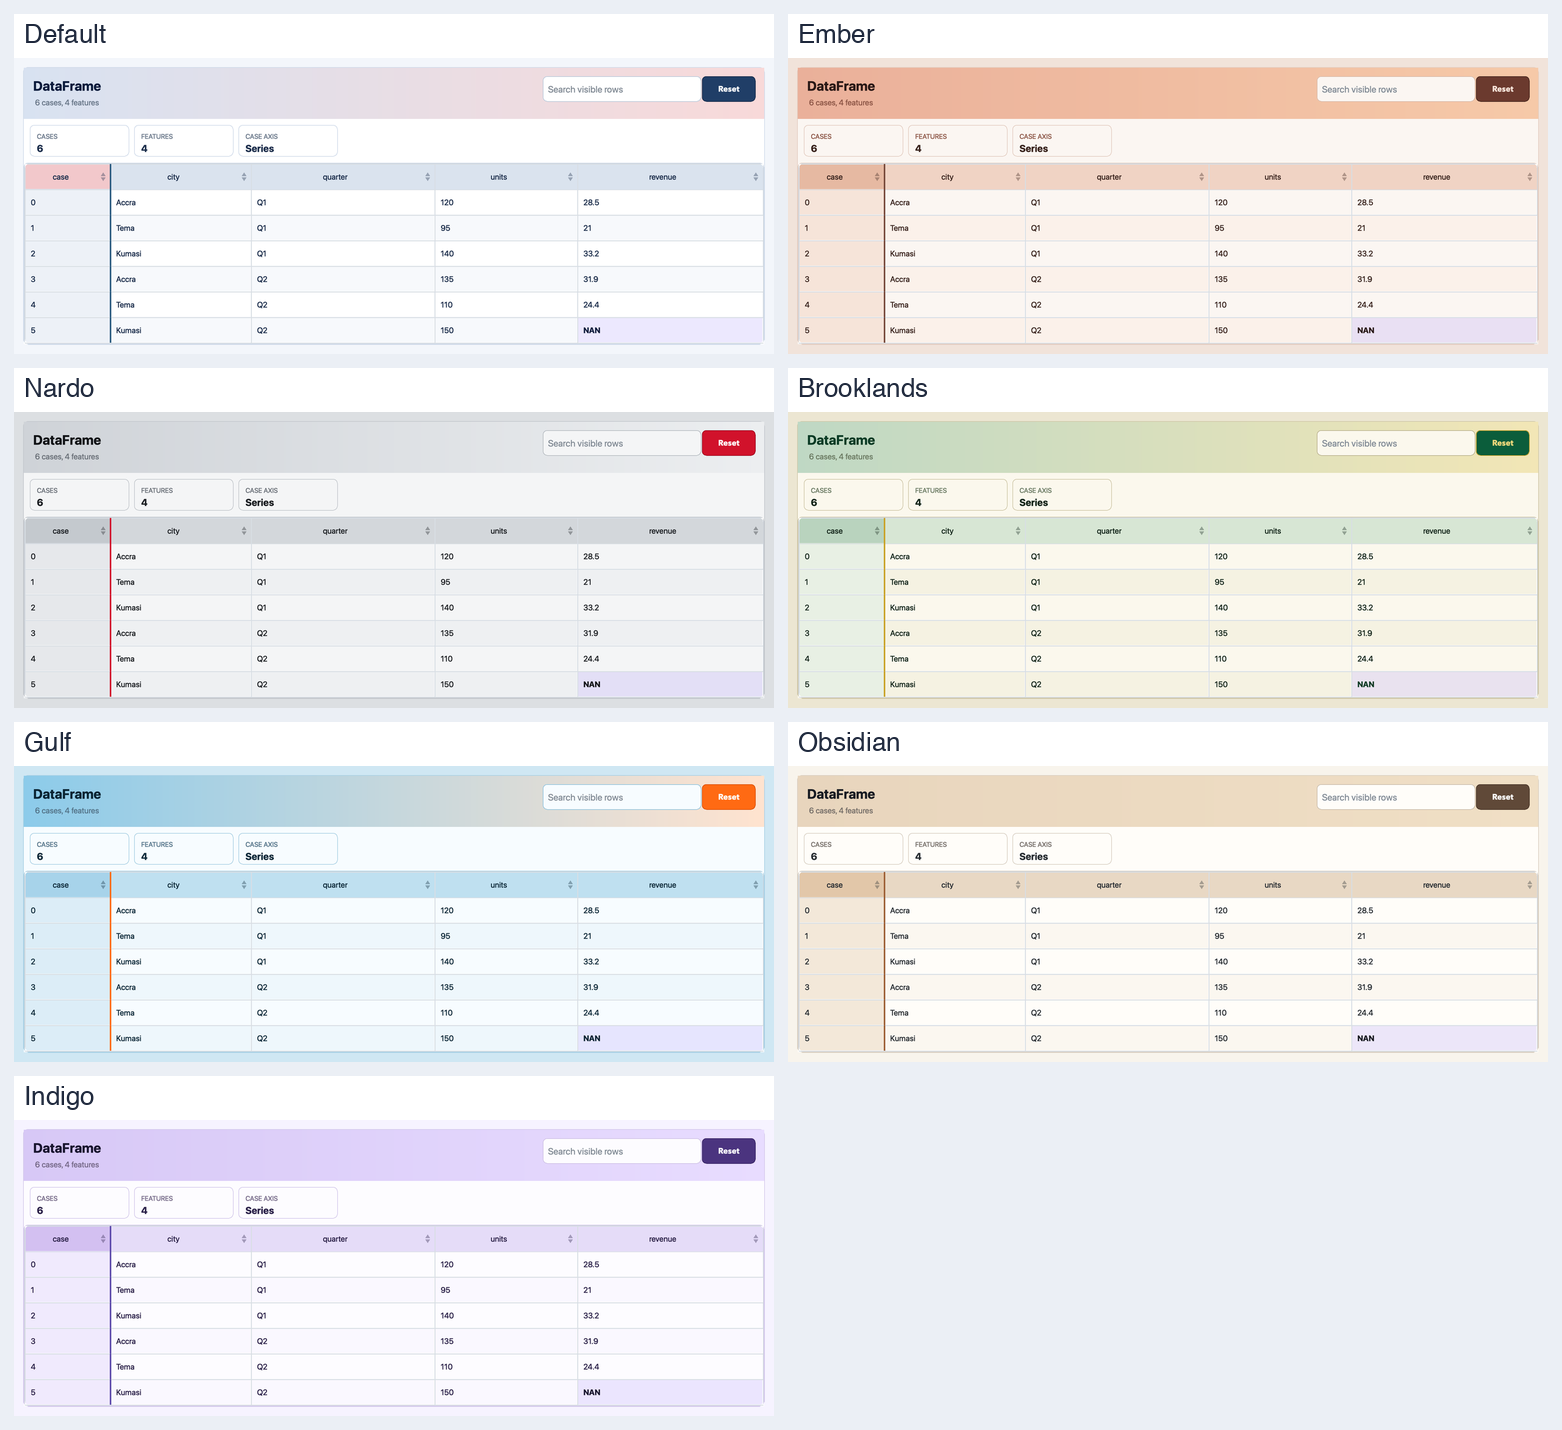 Default
DataFrame
6 cases, 4 features
Search visible rows
Reset
CASES
6
FEATURES
4
CASE AXIS
Series
case city quarter units revenue
0 Accra Q1 120 28.5
1 Tema Q1 95 21
2 Kumasi Q1 140 33.2
3 Accra Q2 135 31.9
4 Tema Q2 110 24.4
5 Kumasi Q2 150 NAN
Ember
DataFrame
6 cases, 4 features
Search visible rows
Reset
CASES
6
FEATURES
4
CASE AXIS
Series
case city quarter units revenue
0 Accra Q1 120 28.5
1 Tema Q1 95 21
2 Kumasi Q1 140 33.2
3 Accra Q2 135 31.9
4 Tema Q2 110 24.4
5 Kumasi Q2 150 NAN
Nardo
DataFrame
6 cases, 4 features
Search visible rows
Reset
CASES
6
FEATURES
4
CASE AXIS
Series
case city quarter units revenue
0 Accra Q1 120 28.5
1 Tema Q1 95 21
2 Kumasi Q1 140 33.2
3 Accra Q2 135 31.9
4 Tema Q2 110 24.4
5 Kumasi Q2 150 NAN
Brooklands
DataFrame
6 cases, 4 features
Search visible rows
Reset
CASES
6
FEATURES
4
CASE AXIS
Series
case city quarter units revenue
0 Accra Q1 120 28.5
1 Tema Q1 95 21
2 Kumasi Q1 140 33.2
3 Accra Q2 135 31.9
4 Tema Q2 110 24.4
5 Kumasi Q2 150 NAN
Gulf
DataFrame
6 cases, 4 features
Search visible rows
Reset
CASES
6
FEATURES
4
CASE AXIS
Series
case city quarter units revenue
0 Accra Q1 120 28.5
1 Tema Q1 95 21
2 Kumasi Q1 140 33.2
3 Accra Q2 135 31.9
4 Tema Q2 110 24.4
5 Kumasi Q2 150 NAN
Obsidian
DataFrame
6 cases, 4 features
Search visible rows
Reset
CASES
6
FEATURES
4
CASE AXIS
Series
case city quarter units revenue
0 Accra Q1 120 28.5
1 Tema Q1 95 21
2 Kumasi Q1 140 33.2
3 Accra Q2 135 31.9
4 Tema Q2 110 24.4
5 Kumasi Q2 150 NAN
Indigo
DataFrame
6 cases, 4 features
Search visible rows
Reset
CASES
6
FEATURES
4
CASE AXIS
Series
case city quarter units revenue
0 Accra Q1 120 28.5
1 Tema Q1 95 21
2 Kumasi Q1 140 33.2
3 Accra Q2 135 31.9
4 Tema Q2 110 24.4
5 Kumasi Q2 150 NAN